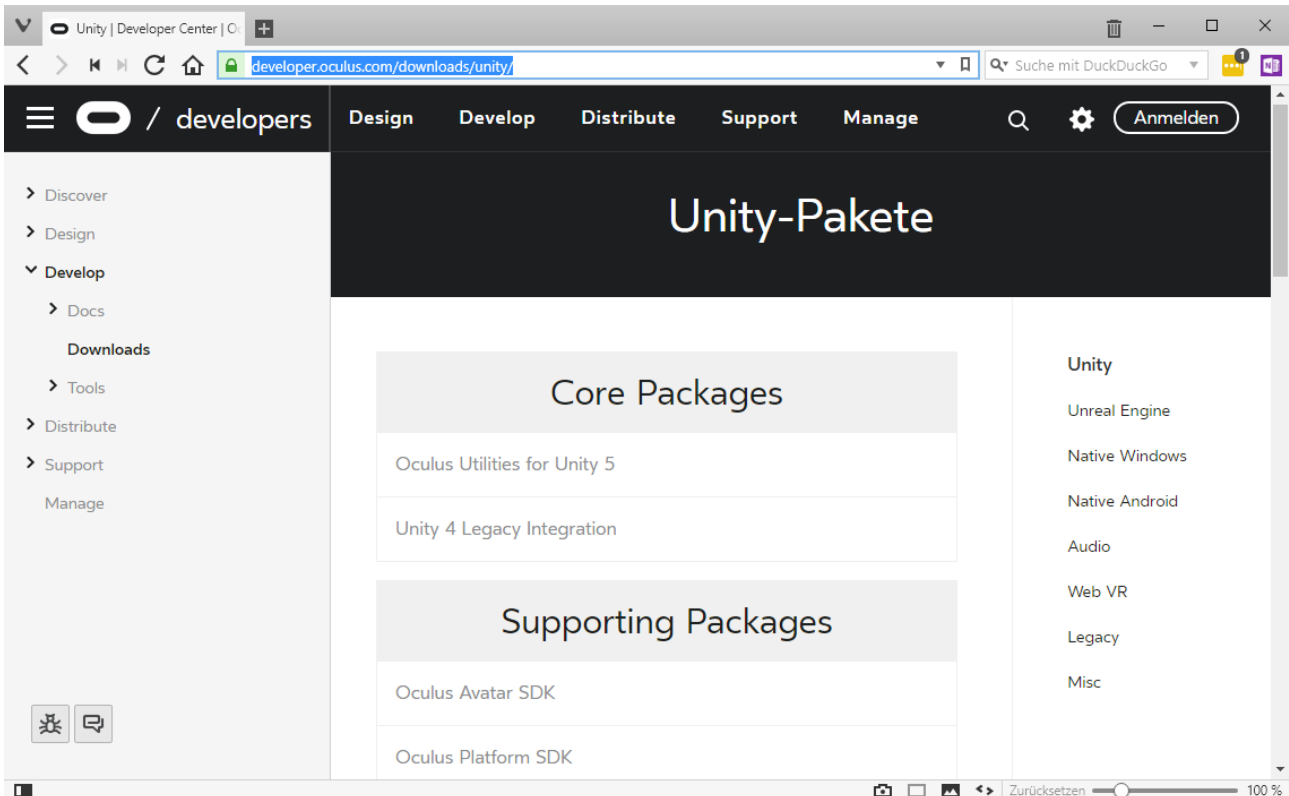 Unity | Developer Center | Oc
developer.oculus.com/downloads/unity/
Suche mit DuckDuckGo
1
N
/ developers
Design
Develop
Distribute
Support
Manage
Anmelden
Discover
Design
Develop
Docs
Downloads
Tools
Distribute
Support
Manage
Unity-Pakete
Core Packages
Oculus Utilities for Unity 5
Unity 4 Legacy Integration
Supporting Packages
Oculus Avatar SDK
Oculus Platform SDK
Unity
Unreal Engine
Native Windows
Native Android
Audio
Web VR
Legacy
Misc
Zurücksetzen
100 %